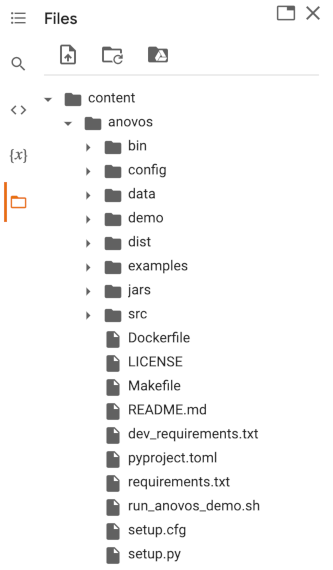 Files
{x}
content
anovos
bin
config
data
demo
dist
examples
jars
src
Dockerfile
LICENSE
Makefile
README.md
dev_requirements.txt
pyproject.toml
requirements.txt
run_anovos_demo.sh
setup.cfg
setup.py